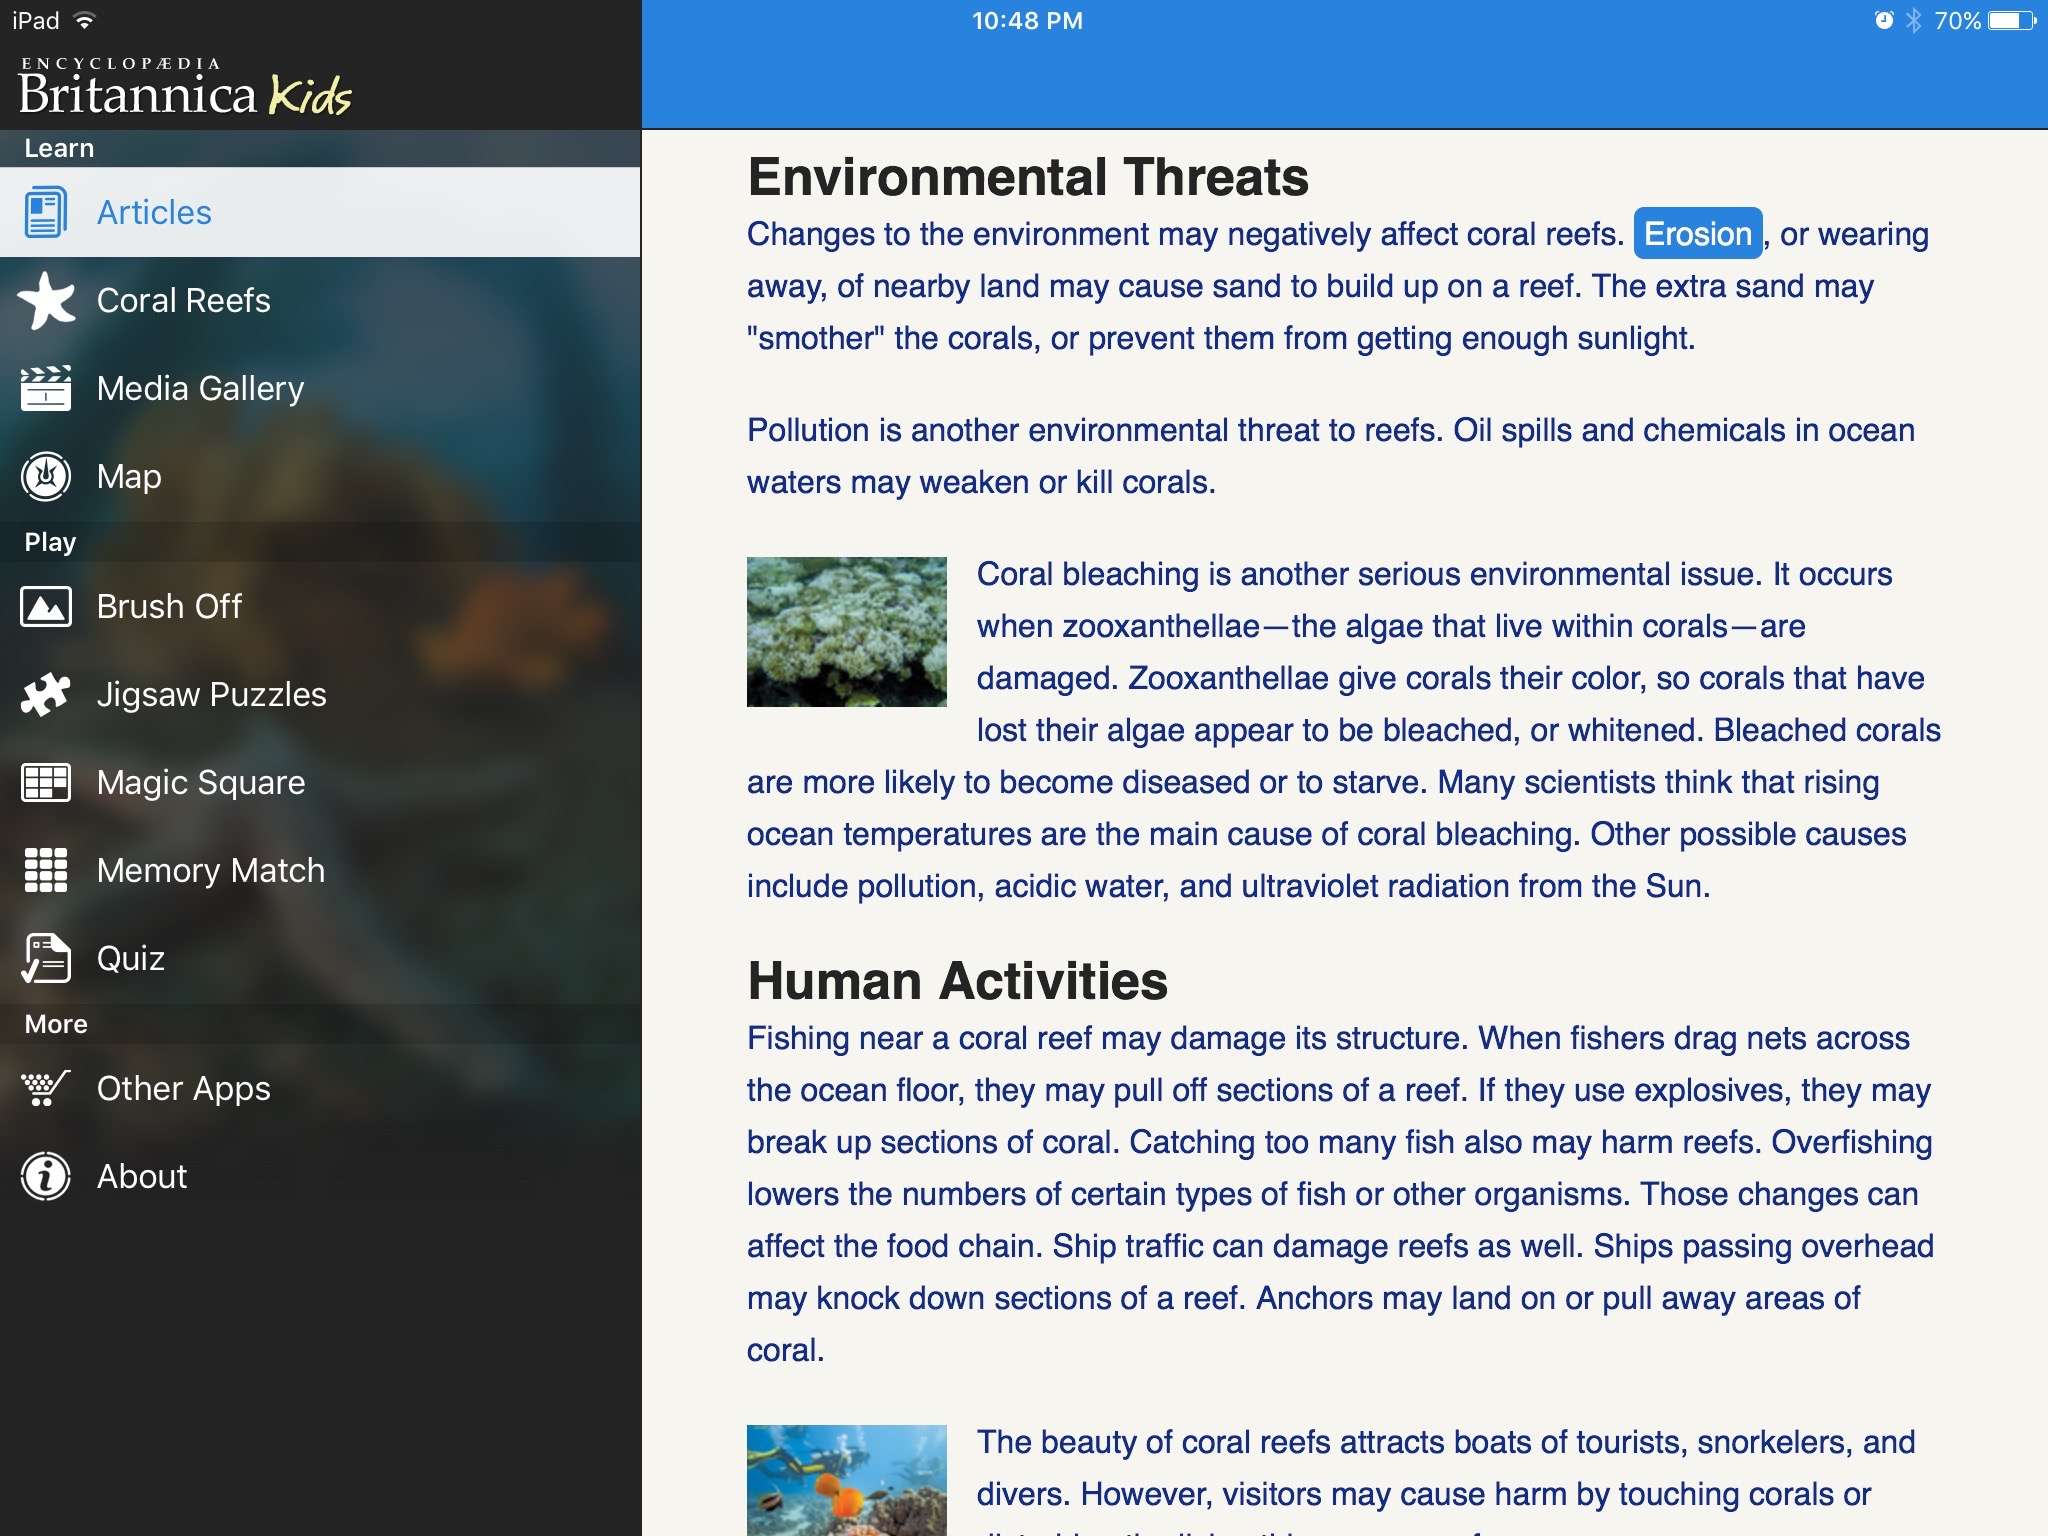 iPad
10:48 PM
70%
ENCYCLOPÆDIA
Britannica Kids
Learn
Articles
Coral Reefs
Media Gallery
Map
Play
Brush Off
Jigsaw Puzzles
Magic Square
Memory Match
Quiz
More
Other Apps
About
Environmental Threats
Changes to the environment may negatively affect coral reefs. Erosion, or wearing
away, of nearby land may cause sand to build up on a reef. The extra sand may
"smother" the corals, or prevent them from getting enough sunlight.
Pollution is another environmental threat to reefs. Oil spills and chemicals in ocean
waters may weaken or kill corals.
Coral bleaching is another serious environmental issue. It occurs
when zooxanthellae—the algae that live within corals—are
damaged. Zooxanthellae give corals their color, so corals that have
lost their algae appear to be bleached, or whitened. Bleached corals
are more likely to become diseased or to starve. Many scientists think that rising
ocean temperatures are the main cause of coral bleaching. Other possible causes
include pollution, acidic water, and ultraviolet radiation from the Sun.
Human Activities
Fishing near a coral reef may damage its structure. When fishers drag nets across
the ocean floor, they may pull off sections of a reef. If they use explosives, they may
break up sections of coral. Catching too many fish also may harm reefs. Overfishing
lowers the numbers of certain types of fish or other organisms. Those changes can
affect the food chain. Ship traffic can damage reefs as well. Ships passing overhead
may knock down sections of a reef. Anchors may land on or pull away areas of
coral.
The beauty of coral reefs attracts boats of tourists, snorkelers, and
divers. However, visitors may cause harm by touching corals or